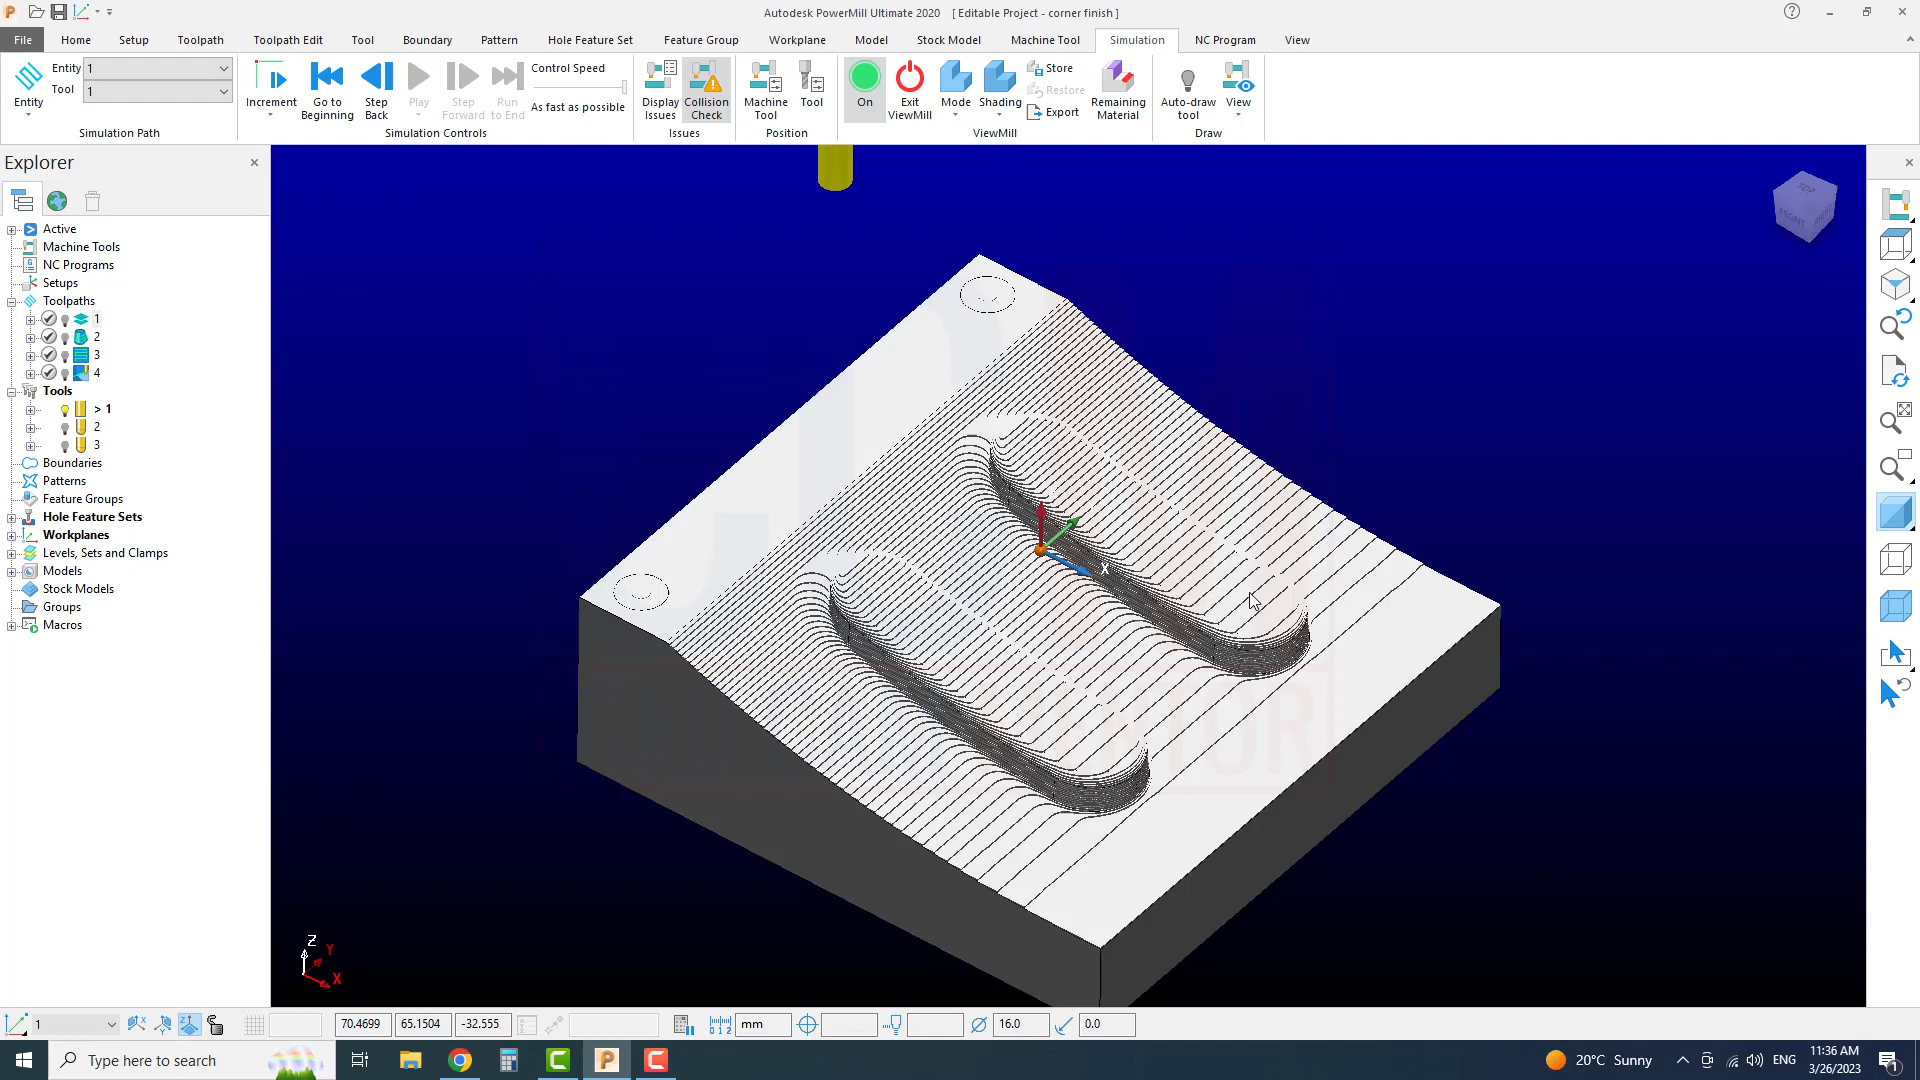 Autodesk PowerMill Ultimate 2020 [ Editable Project - corner finish ]
File Home Setup Toolpath Toolpath Edit Tool Boundary Pattern Hole Feature Set Feature Group Workplane Model Stock Model Machine Tool Simulation NC Program View
Entity
Entity 1
Tool 1
Simulation Path
Increment
Go to Beginning
Step Back
Play
Step Forward
Run to End
Control Speed
As fast as possible
Simulation Controls
Display Issues
Collision Check
Issues
Machine Tool
Tool
Position
On
Exit ViewMill
Mode
Shading
Store
Restore
Export
Remaining Material
ViewMill
Auto-draw tool
View
Draw
Explorer
Active
Machine Tools
NC Programs
Setups
Toolpaths
1
2
3
4
Tools
> 1
2
3
Boundaries
Patterns
Feature Groups
Hole Feature Sets
Workplanes
Levels, Sets and Clamps
Models
Stock Models
Groups
Macros
TOP
FRONT
RIGHT
X
Z
Y
X
1 70.4699 65.1504 -32.555 mm 16.0 0.0
Type here to search
20°C Sunny
ENG
11:36 AM
3/26/2023
1